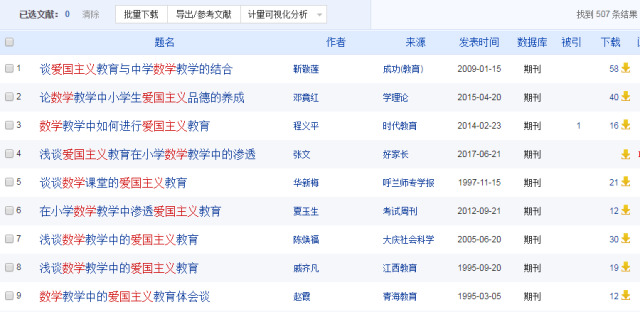 已选文献: 0 清除 批量下载 导出/参考文献 计量可视化分析 找到 507 条结果
题名 作者 来源 发表时间 数据库 被引 下载
1 谈爱国主义教育与中学数学教学的结合 靳敬莲 成功(教育) 2009-01-15 期刊 58
2 论数学教学中小学生爱国主义品德的养成 邓霞红 学理论 2015-04-20 期刊 40
3 数学教学中如何进行爱国主义教育 程义平 时代教育 2014-02-23 期刊 1 16
4 浅谈爱国主义教育在小学数学教学中的渗透 张文 好家长 2017-06-21 期刊
5 谈谈数学课堂的爱国主义教育 华新梅 呼兰师专学报 1997-11-15 期刊 21
6 在小学数学教学中渗透爱国主义教育 夏玉生 考试周刊 2012-09-21 期刊 12
7 浅谈数学教学中的爱国主义教育 陈焕福 大庆社会科学 2005-06-20 期刊 30
8 浅谈数学教学中的爱国主义教育 戚亦凡 江西教育 1995-09-20 期刊 19
9 数学教学中的爱国主义教育体会谈 赵霞 青海教育 1995-03-05 期刊 12